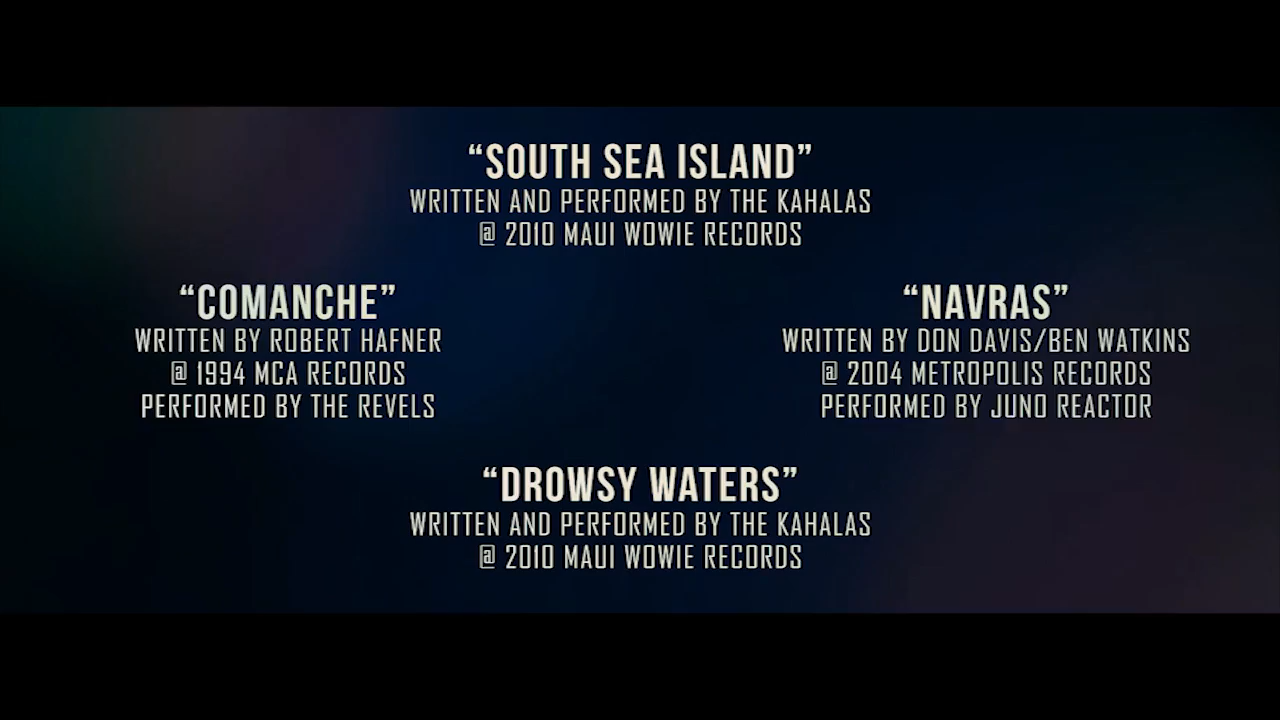 “SOUTH SEA ISLAND”
WRITTEN AND PERFORMED BY THE KAHALAS
@ 2010 MAUI WOWIE RECORDS
“COMANCHE”
WRITTEN BY ROBERT HAFNER
@ 1994 MCA RECORDS
PERFORMED BY THE REVELS
“NAVRAS”
WRITTEN BY DON DAVIS/BEN WATKINS
@ 2004 METROPOLIS RECORDS
PERFORMED BY JUNO REACTOR
“DROWSY WATERS”
WRITTEN AND PERFORMED BY THE KAHALAS
@ 2010 MAUI WOWIE RECORDS